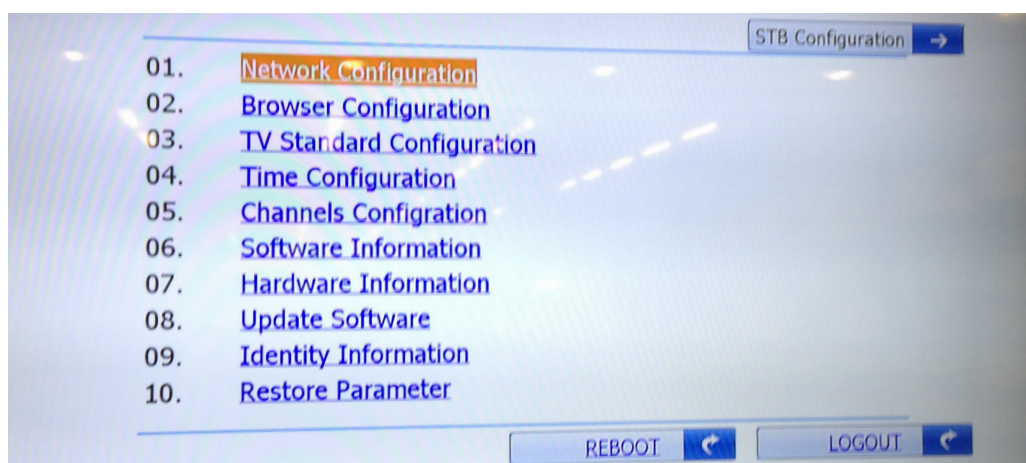 STB Configuration
01. Network Configuration
02. Browser Configuration
03. TV Standard Configuration
04. Time Configuration
05. Channels Configration
06. Software Information
07. Hardware Information
08. Update Software
09. Identity Information
10. Restore Parameter
REBOOT LOGOUT